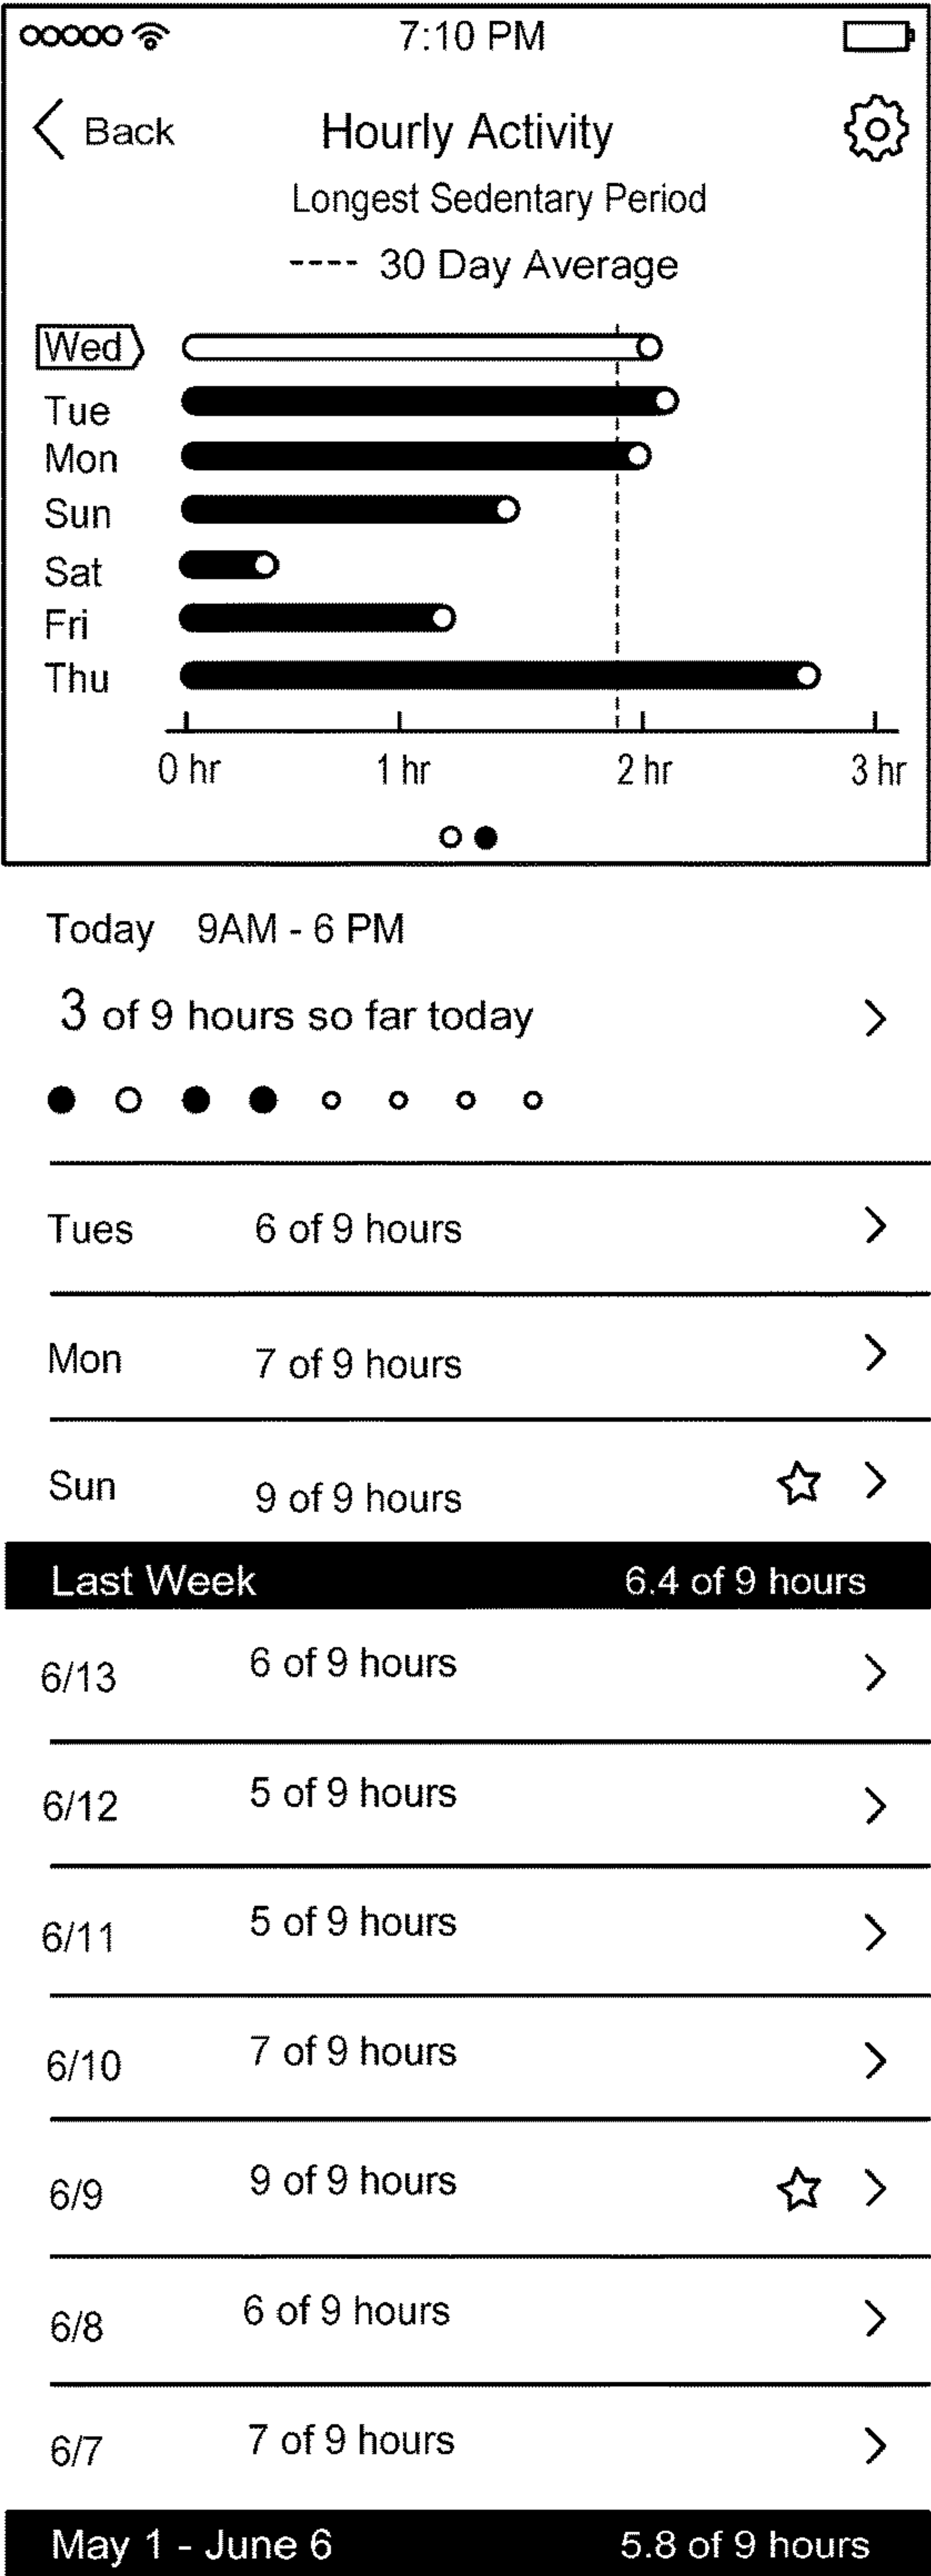 7:10 PM
Back Hourly Activity
Longest Sedentary Period
---- 30 Day Average
Wed
Tue
Mon
Sun
Sat
Fri
Thu
0 hr 1 hr 2 hr 3 hr
Today 9AM - 6 PM
3 of 9 hours so far today
Tues 6 of 9 hours
Mon 7 of 9 hours
Sun 9 of 9 hours
Last Week 6.4 of 9 hours
6/13 6 of 9 hours
6/12 5 of 9 hours
6/11 5 of 9 hours
6/10 7 of 9 hours
6/9 9 of 9 hours
6/8 6 of 9 hours
6/7 7 of 9 hours
May 1 - June 6 5.8 of 9 hours